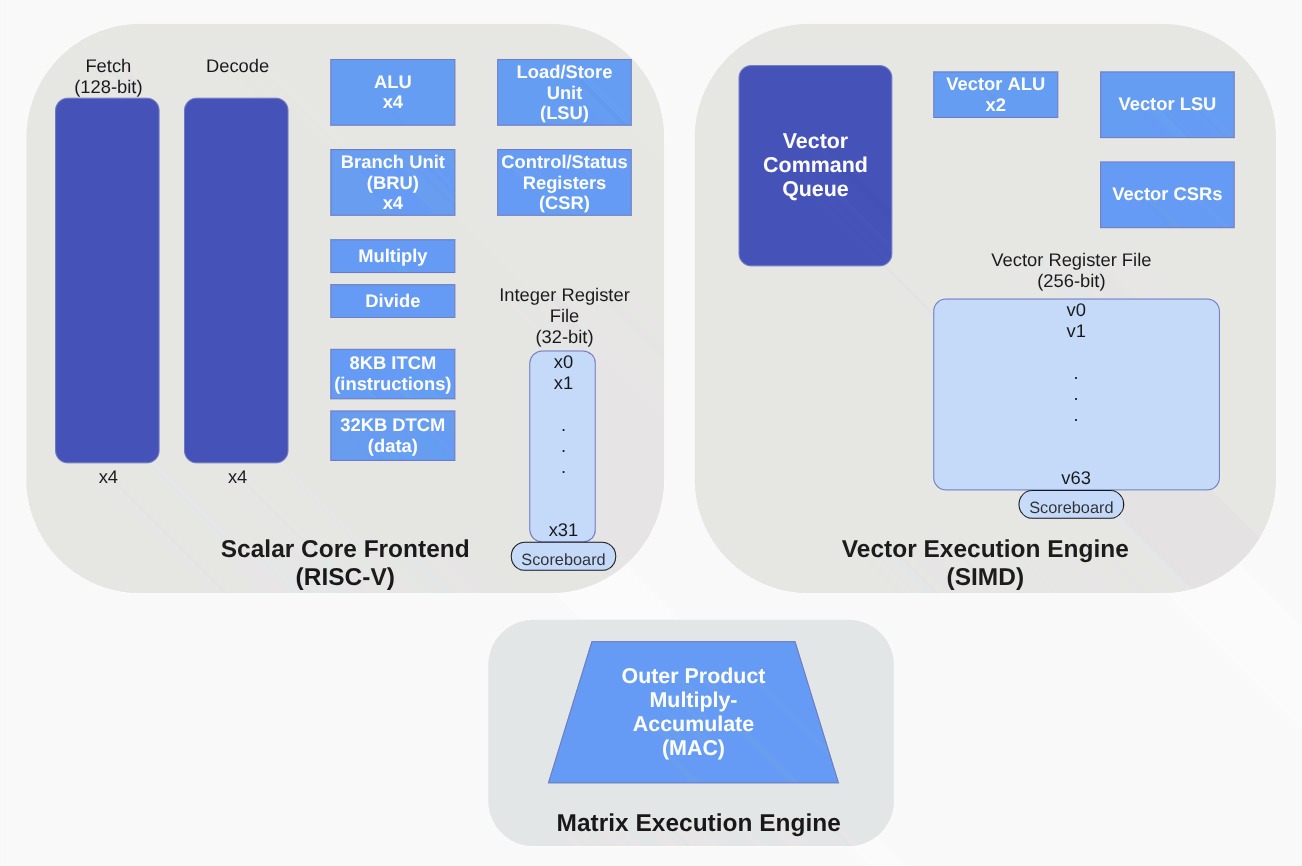 Fetch
(128-bit)
x4
Decode
x4
ALU
x4
Branch Unit
(BRU)
x4
Multiply
Divide
8KB ITCM
(instructions)
32KB DTCM
(data)
Load/Store
Unit
(LSU)
Control/Status
Registers
(CSR)
Integer Register
File
(32-bit)
x0
x1
.
.
.
x31
Scoreboard
Scalar Core Frontend
(RISC-V)
Vector
Command
Queue
Vector ALU
x2
Vector LSU
Vector CSRs
Vector Register File
(256-bit)
v0
v1
.
.
.
v63
Scoreboard
Vector Execution Engine
(SIMD)
Outer Product
Multiply-
Accumulate
(MAC)
Matrix Execution Engine